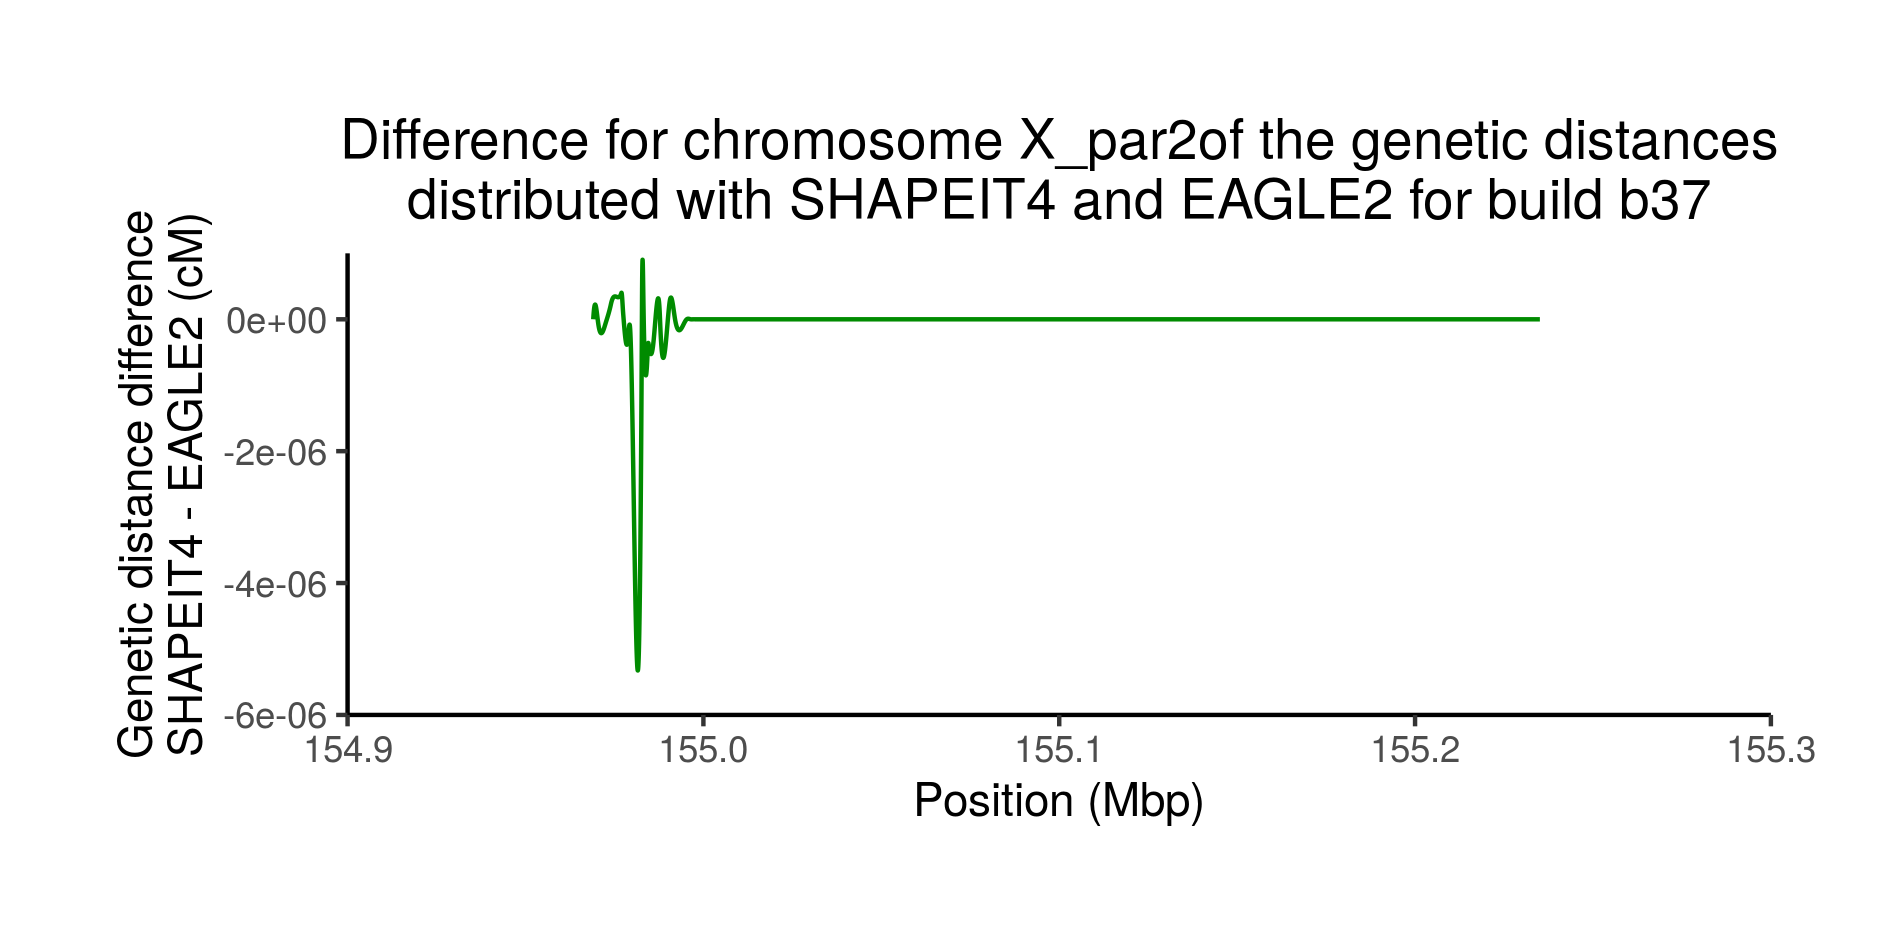 Difference for chromosome X_par2of the genetic distances
distributed with SHAPEIT4 and EAGLE2 for build b37
Genetic distance difference
SHAPEIT4 - EAGLE2 (cM)
0e+00
-2e-06
-4e-06
-6e-06
154.9 155.0 155.1 155.2 155.3
Position (Mbp)